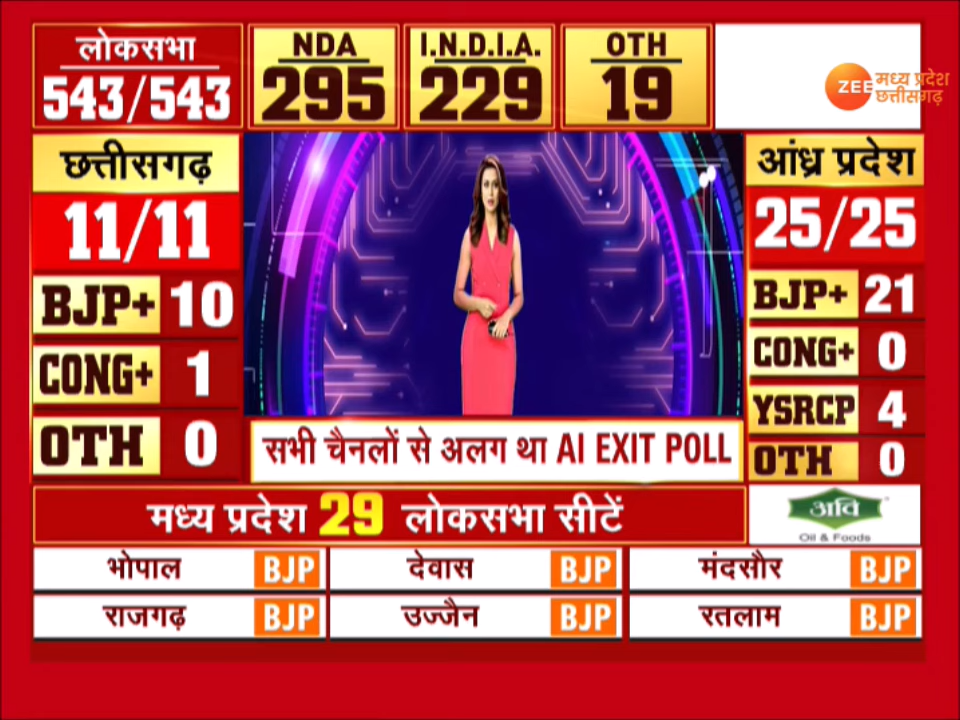 लोकसभा
543/543
NDA
295
I.N.D.I.A.
229
OTH
19
ZEE मध्य प्रदेश
छत्तीसगढ़
छत्तीसगढ़
11/11
BJP+ 10
CONG+ 1
OTH 0
आंध्र प्रदेश
25/25
BJP+ 21
CONG+ 0
YSRCP 4
OTH 0
सभी चैनलों से अलग था AI EXIT POLL
मध्य प्रदेश 29 लोकसभा सीटें
अवि
Oil & Foods
भोपाल BJP देवास BJP मंदसौर BJP
राजगढ़ BJP उज्जैन BJP रतलाम BJP